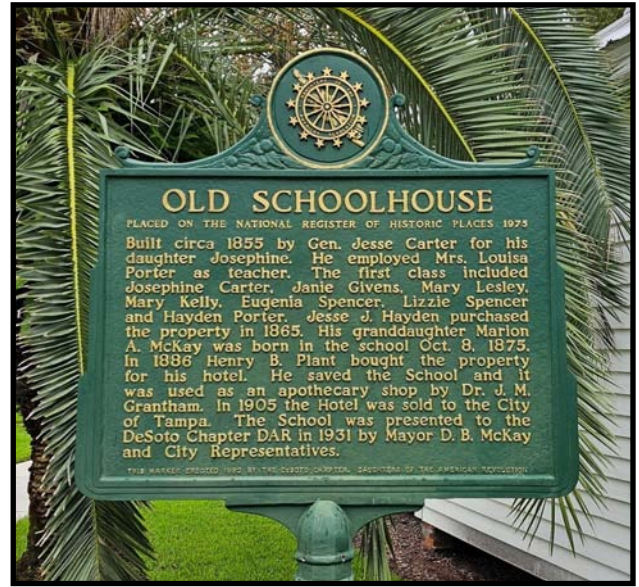 OLD SCHOOLHOUSE
PLACED ON THE NATIONAL REGISTER OF HISTORIC PLACES 1975
Built circa 1855 by Gen. Jesse Carter for his
daughter Josephine. He employed Mrs. Louisa
Porter as teacher. The first class included
Josephine Carter, Janie Givens, Mary Lesley,
Mary Kelly, Eugenia Spencer, Lizzie Spencer
and Hayden Porter. Jesse J. Hayden purchased
the property in 1865. His granddaughter Marion
A. McKay was born in the school Oct. 8, 1875.
In 1886 Henry B. Plant bought the property
for his hotel. He saved the School and it
was used as an apothecary shop by Dr. J. M.
Grantham. In 1905 the Hotel was sold to the City
of Tampa. The School was presented to the
DeSoto Chapter DAR in 1931 by Mayor D. B. McKay
and City Representatives.
THIS MARKER ERECTED BY THE DESOTO CHAPTER, DAUGHTERS OF THE AMERICAN REVOLUTION